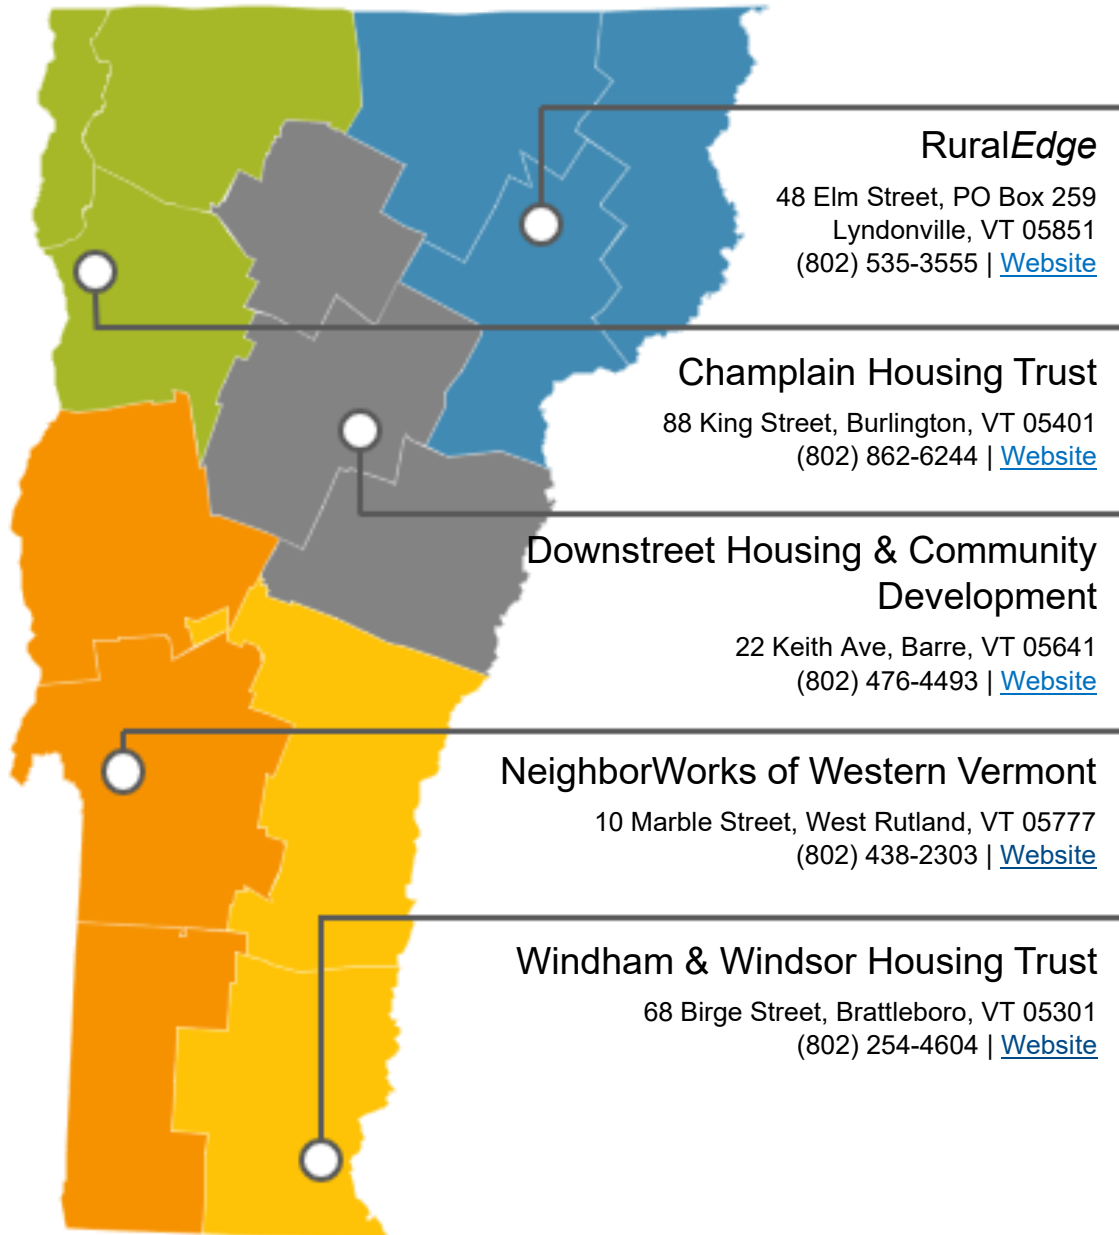 RuralEdge
48 Elm Street, PO Box 259
Lyndonville, VT 05851
(802) 535-3555 | Website
Champlain Housing Trust
88 King Street, Burlington, VT 05401
(802) 862-6244 | Website
Downstreet Housing & Community
Development
22 Keith Ave, Barre, VT 05641
(802) 476-4493 | Website
NeighborWorks of Western Vermont
10 Marble Street, West Rutland, VT 05777
(802) 438-2303 | Website
Windham & Windsor Housing Trust
68 Birge Street, Brattleboro, VT 05301
(802) 254-4604 | Website